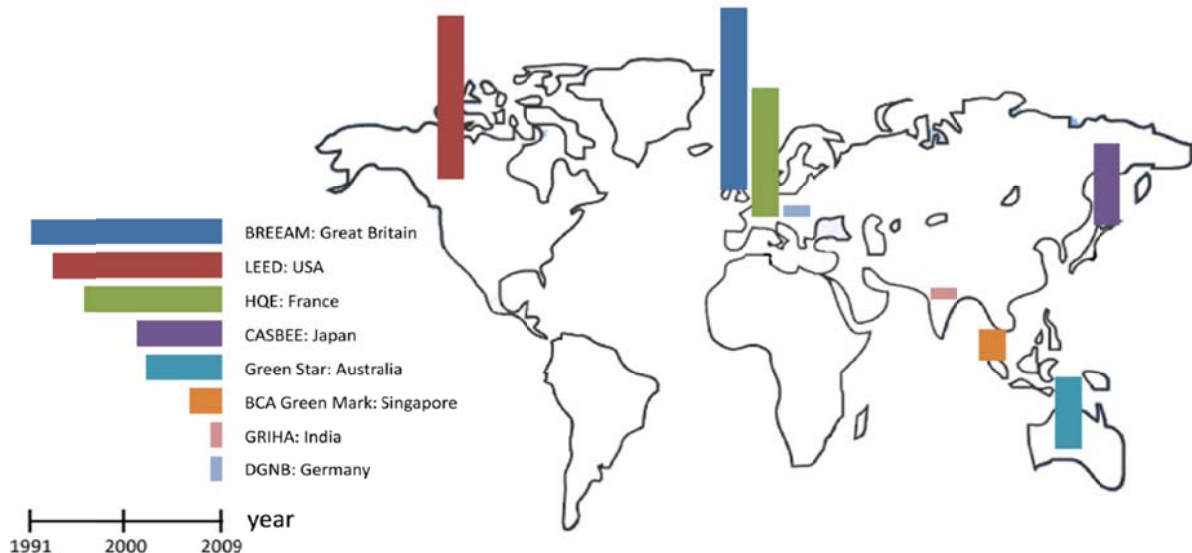 BREEAM: Great Britain
LEED: USA
HQE: France
CASBEE: Japan
Green Star: Australia
BCA Green Mark: Singapore
GRIHA: India
DGNB: Germany
year
1991 2000 2009